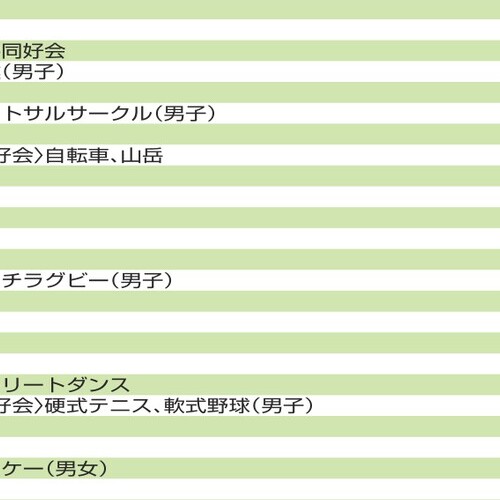 同好会
(男子)
トサルサークル(男子)
好会〉自転車、山岳
チラグビー(男子)
リートダンス
好会〉硬式テニス、軟式野球(男子)
ケー(男女)